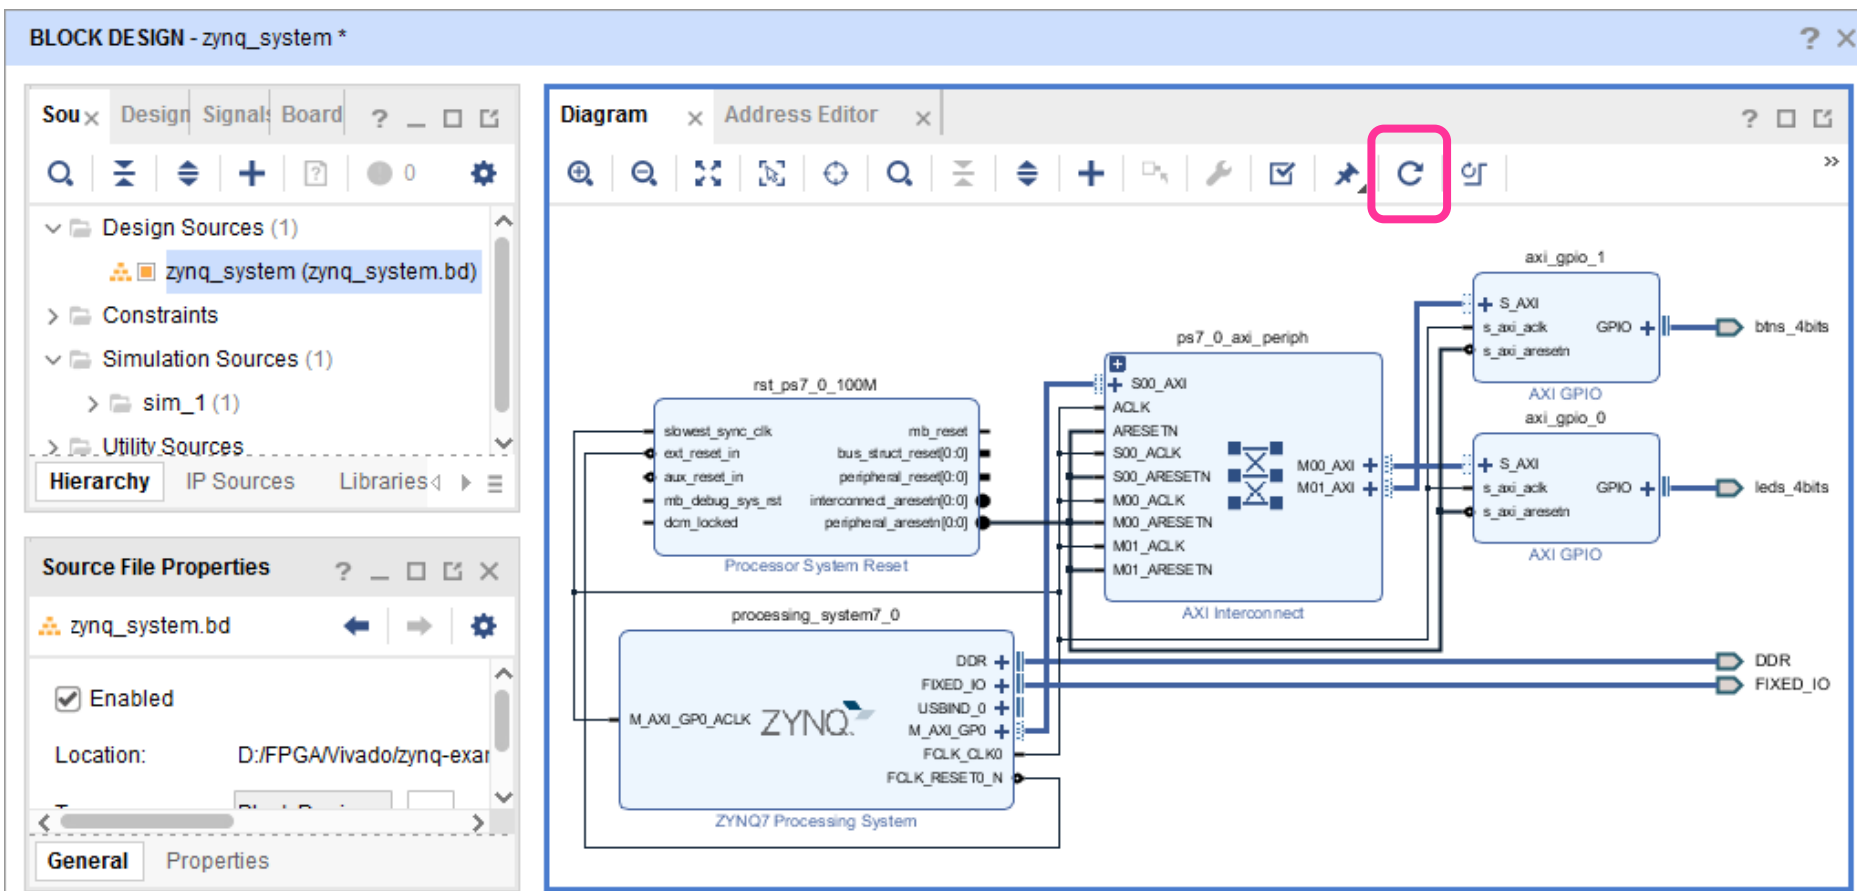 BLOCK DESIGN - zynq_system *
Sou
Design
Signals
Board
0
Design Sources (1)
zynq_system (zynq_system.bd)
Constraints
Simulation Sources (1)
sim_1 (1)
Utility Sources
Hierarchy
IP Sources
Libraries
Source File Properties
zynq_system.bd
Enabled
Location:
D:/FPGA/Vivado/zynq-exar
General
Properties
Diagram
Address Editor
rst_ps7_0_100M
slowest_sync_clk
ext_reset_in
aux_reset_in
mb_debug_sys_rst
dcm_locked
mb_reset
bus_struct_reset[0:0]
peripheral_reset[0:0]
interconnect_aresetn[0:0]
peripheral_aresetn[0:0]
Processor System Reset
processing_system7_0
M_AXI_GP0_ACLK
ZYNQ
DDR
FIXED_IO
USBIND_0
M_AXI_GP0
FCLK_CLK0
FCLK_RESET0_N
ZYNQ7 Processing System
ps7_0_axi_periph
S00_AXI
ACLK
ARESETN
S00_ACLK
S00_ARESETN
M00_ACLK
M00_ARESETN
M01_ACLK
M01_ARESETN
M00_AXI
M01_AXI
AXI Interconnect
axi_gpio_1
S_AXI
s_axi_aclk
s_axi_aresetn
GPIO
AXI GPIO
btns_4bits
axi_gpio_0
S_AXI
s_axi_aclk
s_axi_aresetn
GPIO
AXI GPIO
leds_4bits
DDR
FIXED_IO